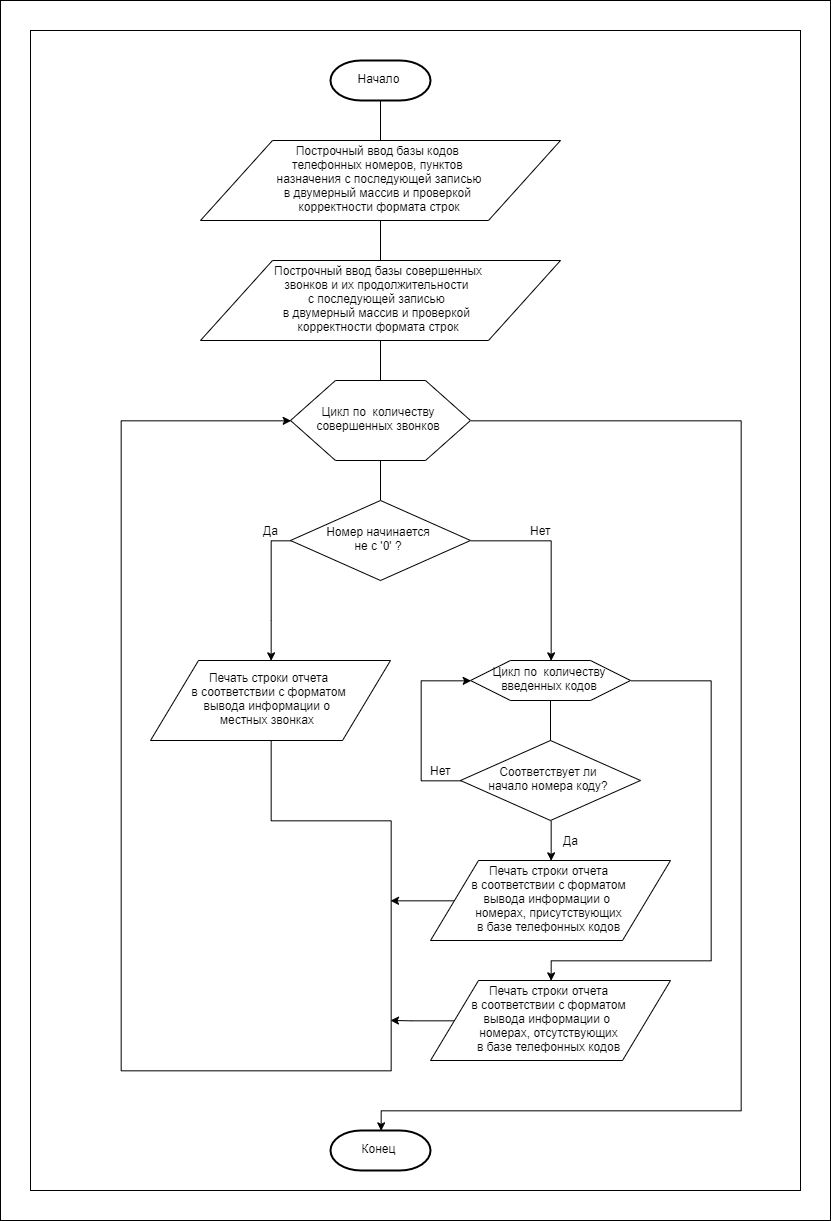 Начало
Построчный ввод базы кодов
телефонных номеров, пунктов
назначения с последующей записью
в двумерный массив и проверкой
корректности формата строк
Построчный ввод базы совершенных
звонков и их продолжительности
с последующей записью
в двумерный массив и проверкой
корректности формата строк
Цикл по количеству
совершенных звонков
Да
Номер начинается
не с '0' ?
Нет
Печать строки отчета
в соответствии с форматом
вывода информации о
местных звонках
Цикл по количеству
введенных кодов
Нет
Соответствует ли
начало номера коду?
Да
Печать строки отчета
в соответствии с форматом
вывода информации о
номерах, присутствующих
в базе телефонных кодов
Печать строки отчета
в соответствии с форматом
вывода информации о
номерах, отсутствующих
в базе телефонных кодов
Конец